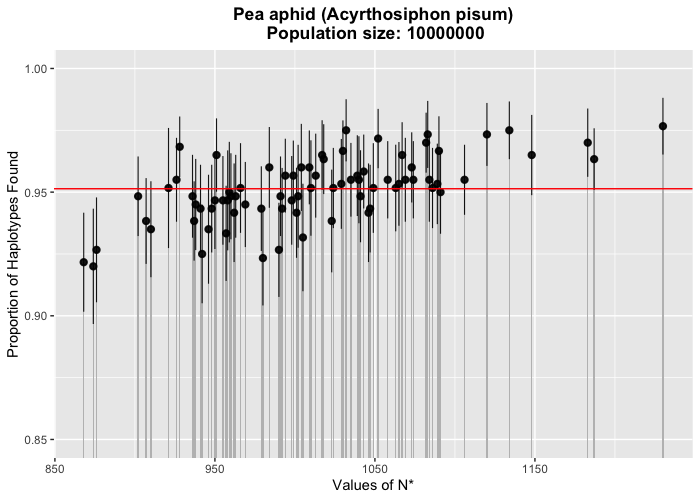 Pea aphid (Acyrthosiphon pisum)
Population size: 10000000
Proportion of Haplotypes Found
1.00
0.95
0.90
0.85
850
950
1050
1150
Values of N*